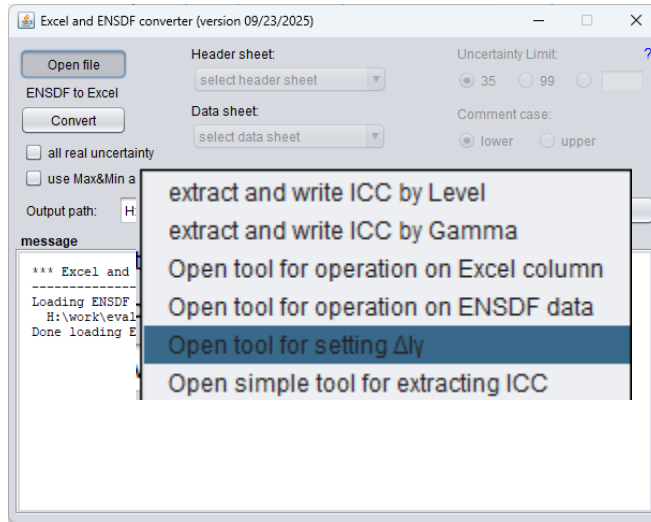 Excel and ENSDF converter (version 09/23/2025)
Open file
Header sheet:
Uncertainty Limit:
?
select header sheet
35
99
ENSDF to Excel
Convert
Data sheet:
Comment case:
select data sheet
lower
upper
all real uncertainty
use Max&Min a
Output path:
H:
message
*** Excel and
--------------
Loading ENSDF
H:\work\eval
Done loading E
extract and write ICC by Level
extract and write ICC by Gamma
Open tool for operation on Excel column
Open tool for operation on ENSDF data
Open tool for setting ΔIγ
Open simple tool for extracting ICC